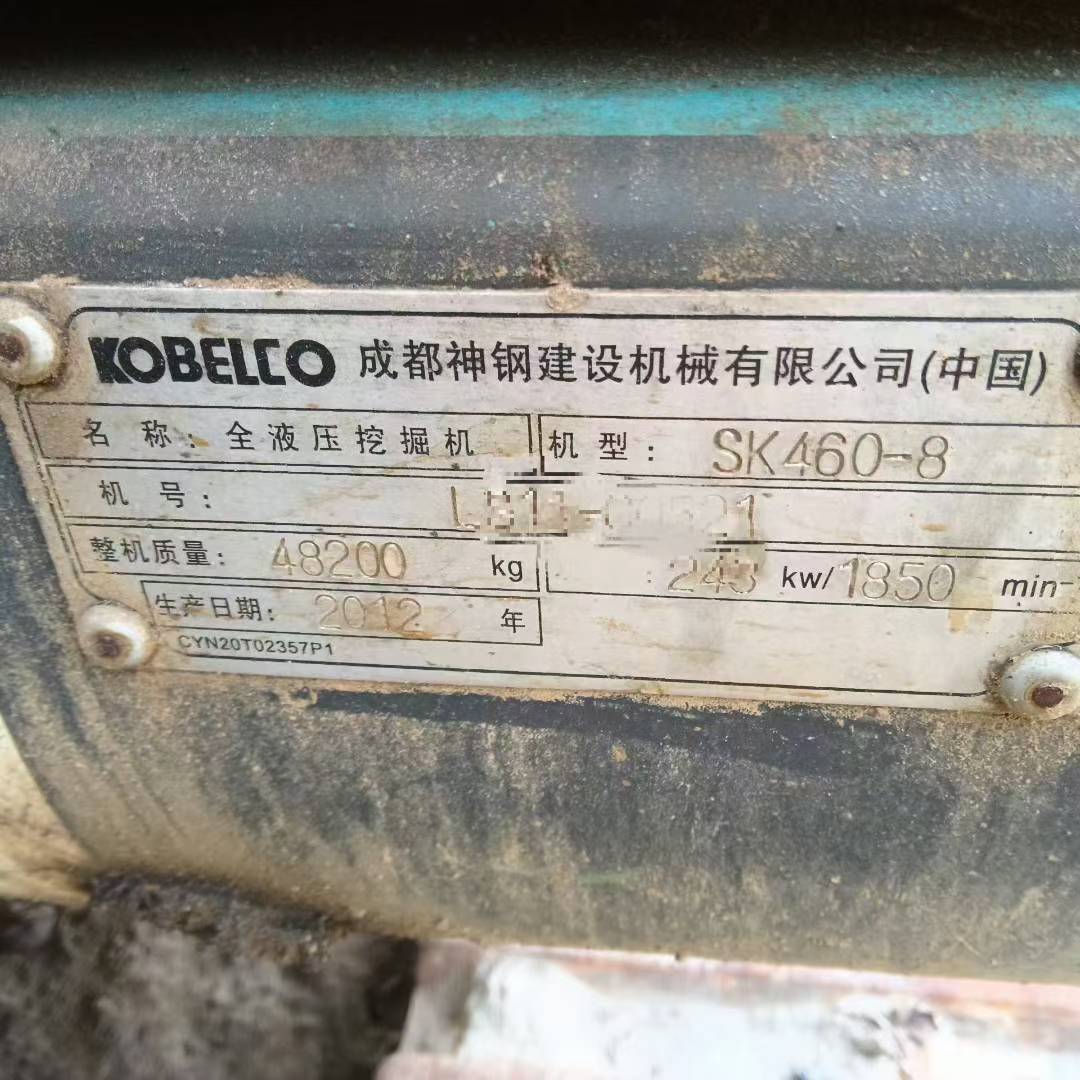 KOBELCO 成都神钢建设机械有限公司(中国)
名称: 全液压挖掘机 机型: SK460-8
机号:
整机质量: 48200 kg 243 kw/1850 min-
生产日期: 2012 年
CYN20T02357P1